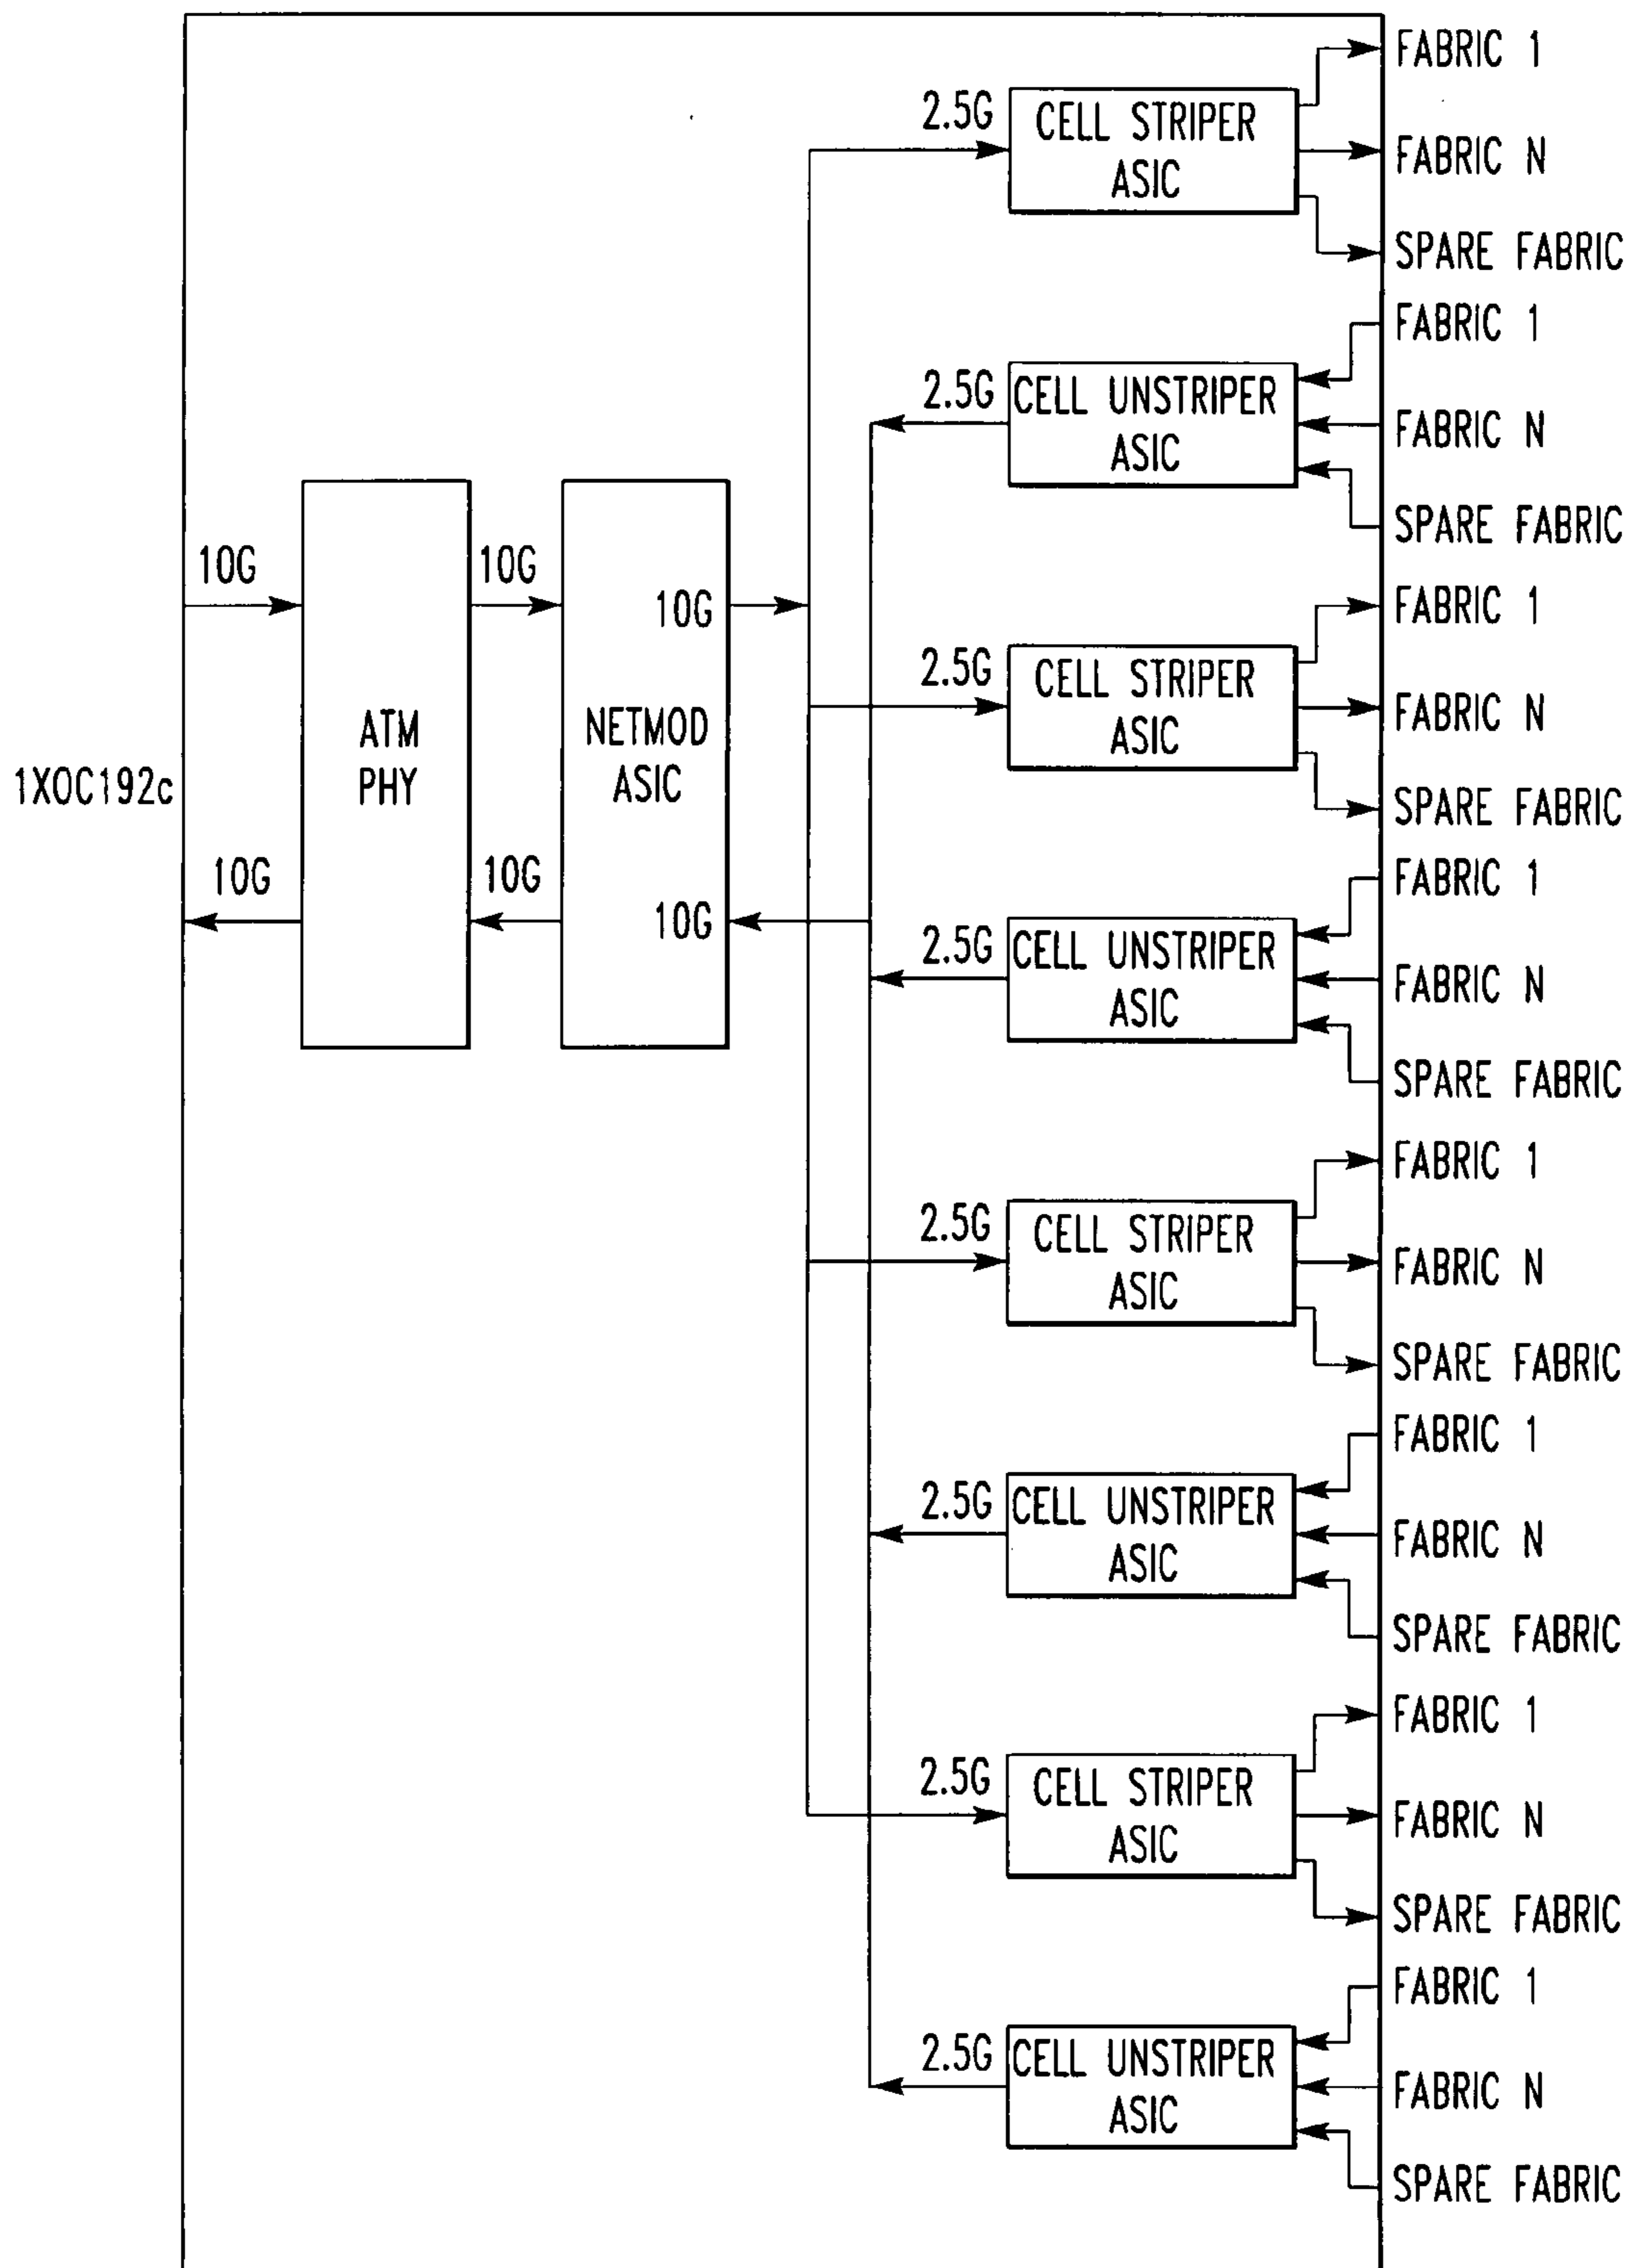 FABRIC 1
2.5G
CELL STRIPER
ASIC
FABRIC N
SPARE FABRIC
FABRIC 1
2.5G
CELL UNSTRIPER
ASIC
FABRIC N
SPARE FABRIC
10G
10G
10G
FABRIC 1
2.5G
CELL STRIPER
ASIC
FABRIC N
SPARE FABRIC
1XOC192c
ATM
PHY
NETMOD
ASIC
10G
10G
10G
FABRIC 1
2.5G
CELL UNSTRIPER
ASIC
FABRIC N
SPARE FABRIC
FABRIC 1
2.5G
CELL STRIPER
ASIC
FABRIC N
SPARE FABRIC
FABRIC 1
2.5G
CELL UNSTRIPER
ASIC
FABRIC N
SPARE FABRIC
FABRIC 1
2.5G
CELL STRIPER
ASIC
FABRIC N
SPARE FABRIC
FABRIC 1
2.5G
CELL UNSTRIPER
ASIC
FABRIC N
SPARE FABRIC